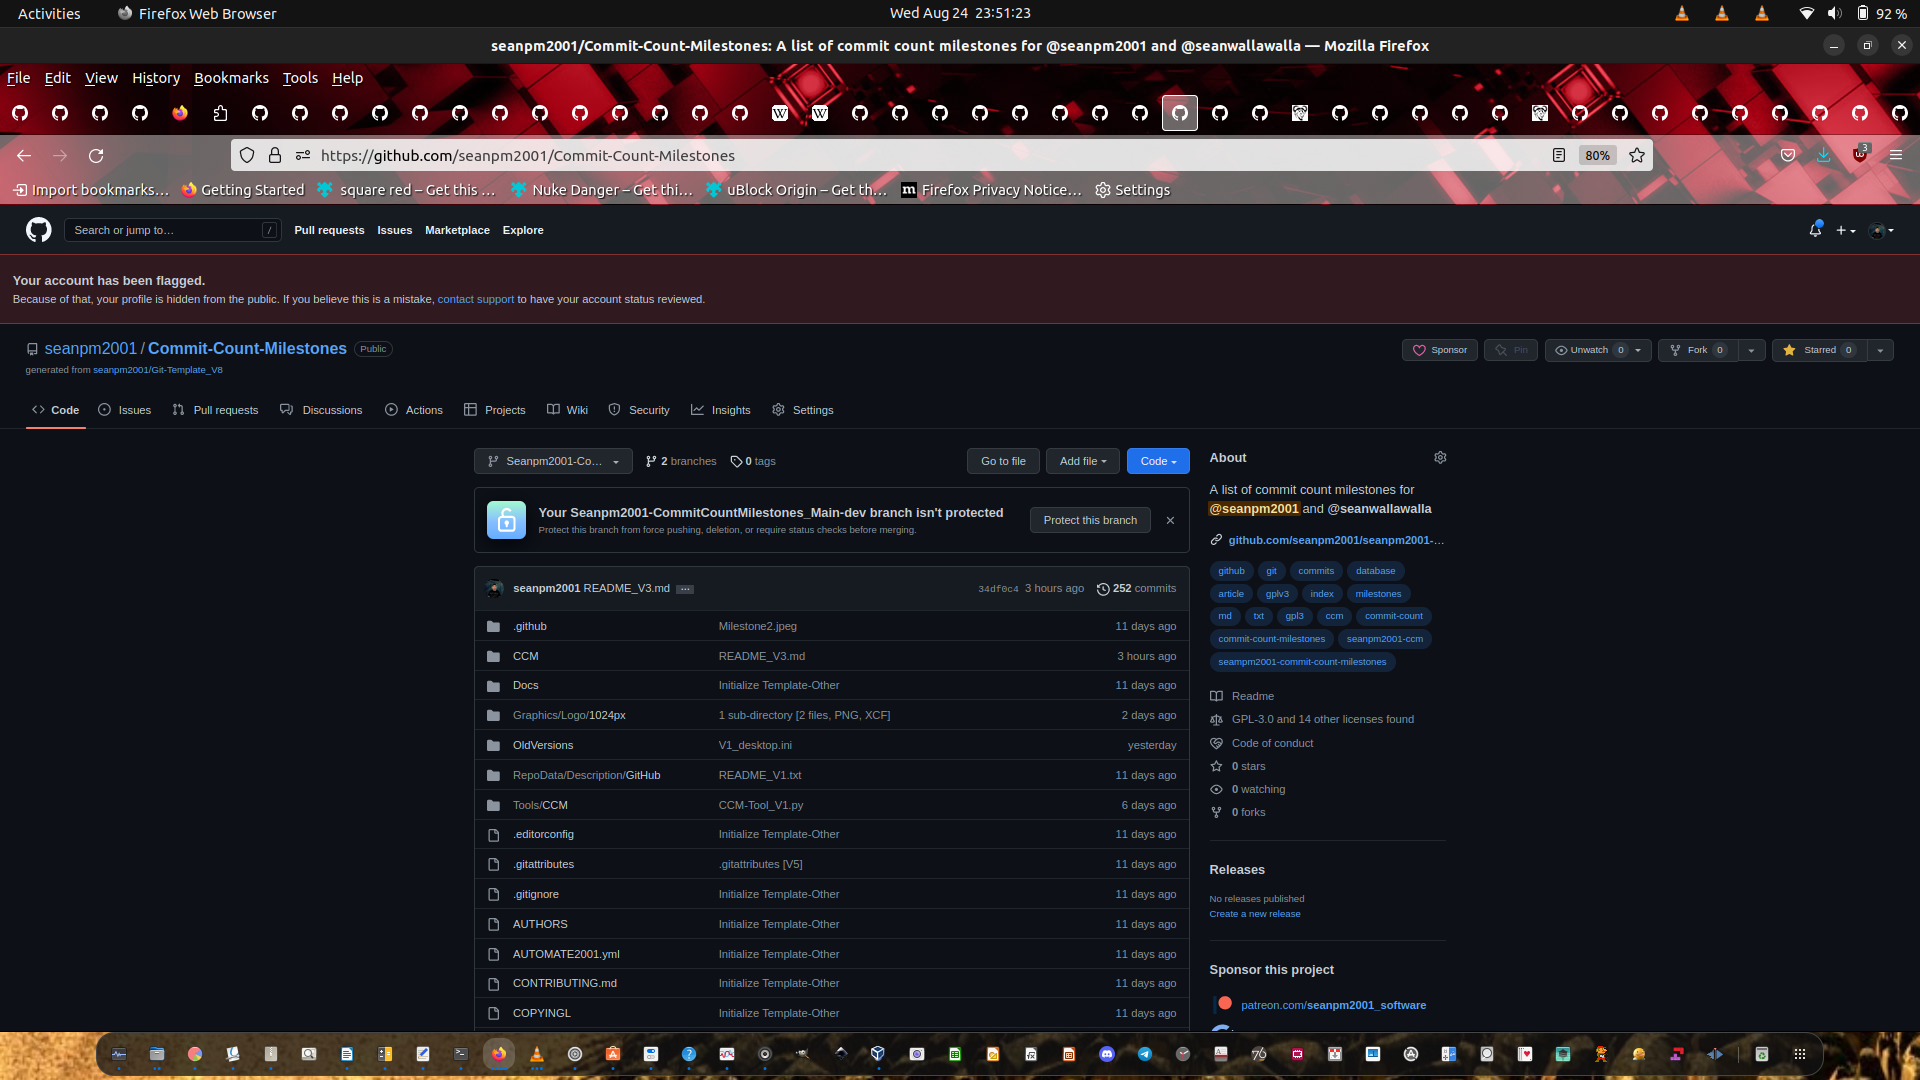 Activities
Firefox Web Browser
Wed Aug 24 23:51:23
92 %
seanpm2001/Commit-Count-Milestones: A list of commit count milestones for @seanpm2001 and @seanwallawalla — Mozilla Firefox
File Edit View History Bookmarks Tools Help
https://github.com/seanpm2001/Commit-Count-Milestones
80%
3
Import bookmarks… Getting Started square red – Get this … Nuke Danger – Get thi… uBlock Origin – Get th… Firefox Privacy Notice… Settings
Search or jump to… /
Pull requests Issues Marketplace Explore
Your account has been flagged.
Because of that, your profile is hidden from the public. If you believe this is a mistake, contact support to have your account status reviewed.
seanpm2001 / Commit-Count-Milestones Public
Sponsor Pin Unwatch 0 Fork 0 Starred 0
generated from seanpm2001/Git-Template_V8
Code Issues Pull requests Discussions Actions Projects Wiki Security Insights Settings
Seanpm2001-Co… 2 branches 0 tags
Go to file Add file Code
Your Seanpm2001-CommitCountMilestones_Main-dev branch isn't protected
Protect this branch from force pushing, deletion, or require status checks before merging.
Protect this branch
seanpm2001 README_V3.md … 34df0c4 3 hours ago 252 commits
.github Milestone2.jpeg 11 days ago
CCM README_V3.md 3 hours ago
Docs Initialize Template-Other 11 days ago
Graphics/Logo/1024px 1 sub-directory [2 files, PNG, XCF] 2 days ago
OldVersions V1_desktop.ini yesterday
RepoData/Description/GitHub README_V1.txt 11 days ago
Tools/CCM CCM-Tool_V1.py 6 days ago
.editorconfig Initialize Template-Other 11 days ago
.gitattributes .gitattributes [V5] 11 days ago
.gitignore Initialize Template-Other 11 days ago
AUTHORS Initialize Template-Other 11 days ago
AUTOMATE2001.yml Initialize Template-Other 11 days ago
CONTRIBUTING.md Initialize Template-Other 11 days ago
COPYINGL Initialize Template-Other 11 days ago
About
A list of commit count milestones for
@seanpm2001 and @seanwallawalla
github.com/seanpm2001/seanpm2001-…
github git commits database
article gplv3 index milestones
md txt gpl3 ccm commit-count
commit-count-milestones seanpm2001-ccm
seampm2001-commit-count-milestones
Readme
GPL-3.0 and 14 other licenses found
Code of conduct
0 stars
0 watching
0 forks
Releases
No releases published
Create a new release
Sponsor this project
patreon.com/seanpm2001_software